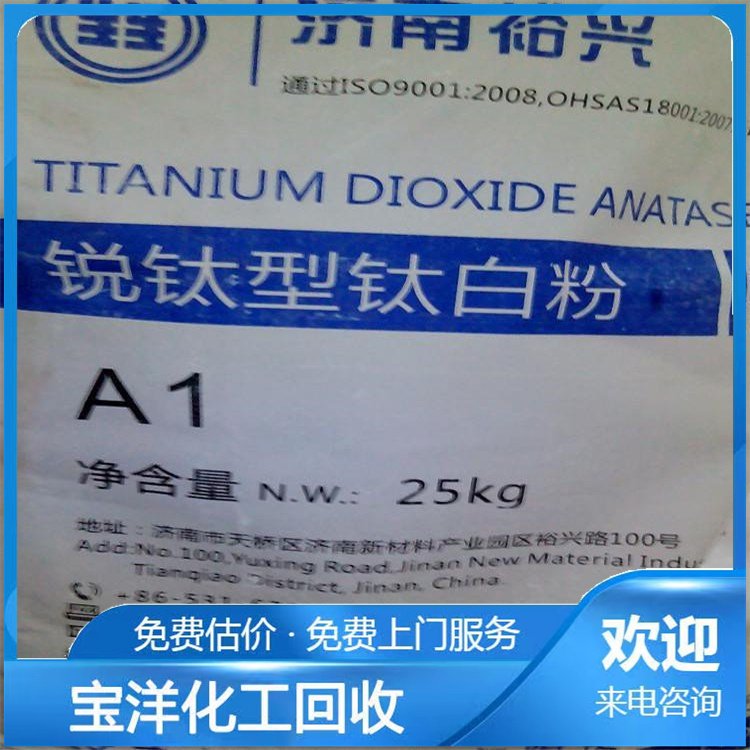 济南裕兴
通过ISO9001:2008,OHSAS18001:2007
TITANIUM DIOXIDE ANATAS
锐钛型钛白粉
A1
净含量 N.W.: 25kg
地址：济南市天桥区济南新材料产业园区裕兴路100号
Add:No.100,Yuxing Road,Jinan New Material Indu
Tianqiao District, Jinan, China
+86-531-
免费估价·免费上门服务
宝洋化工回收
欢迎
来电咨询